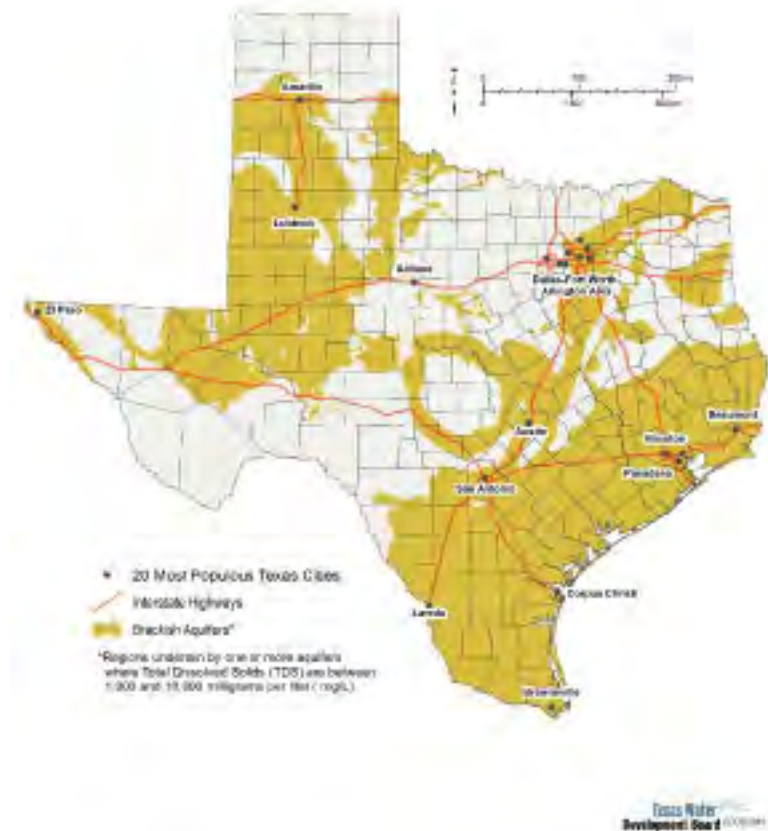 Amarillo
Lubbock
Abilene
Dallas-Fort Worth
Arlington Area
El Paso
Austin
Beaumont
Houston
Pasadena
San Antonio
Corpus Christi
Laredo
Brownsville
20 Most Populous Texas Cities
Interstate Highways
Brackish Aquifers*
*Regions underlain by one or more aquifers
where Total Dissolved Solids (TDS) are between
1,000 and 10,000 milligrams per liter (mg/L).
Texas Water
Development Board